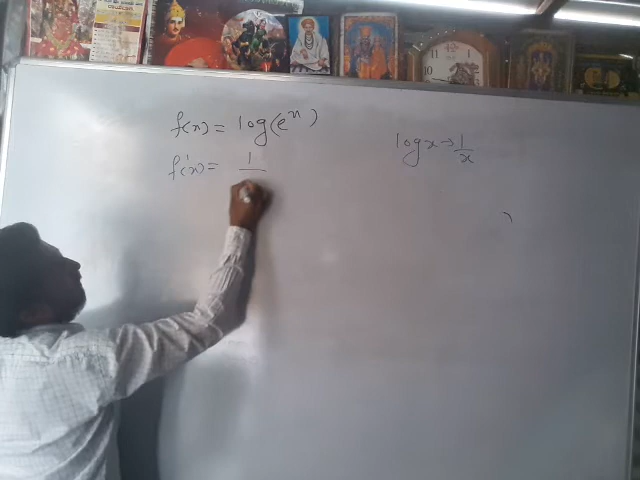 f(x) = log(e^x)
log x → 1/x
f'(x) = 1/